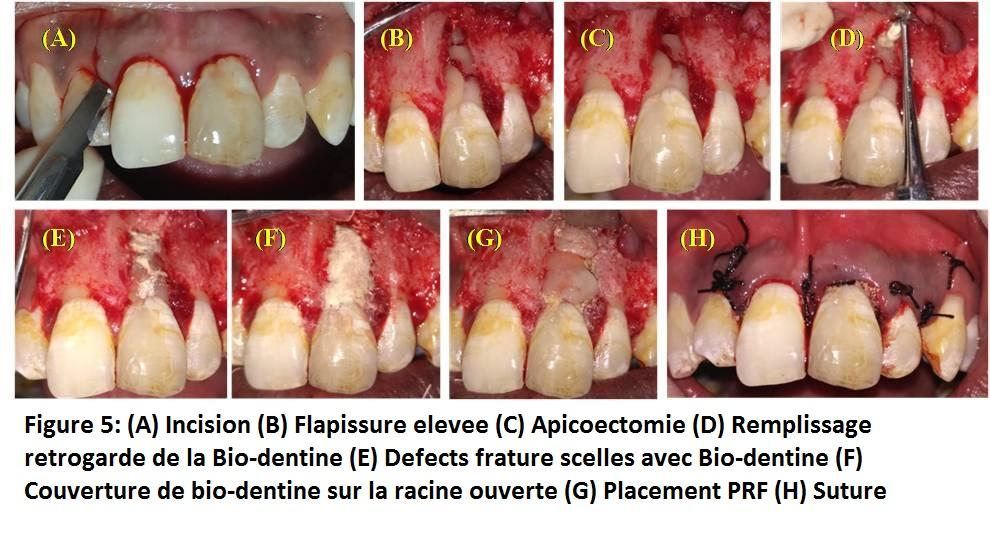 (A)
(B)
(C)
(D)
(E)
(F)
(G)
(H)
Figure 5: (A) Incision (B) Flapissure elevee (C) Apicoectomie (D) Remplissage
retrogarde de la Bio-dentine (E) Defects frature scelles avec Bio-dentine (F)
Couverture de bio-dentine sur la racine ouverte (G) Placement PRF (H) Suture